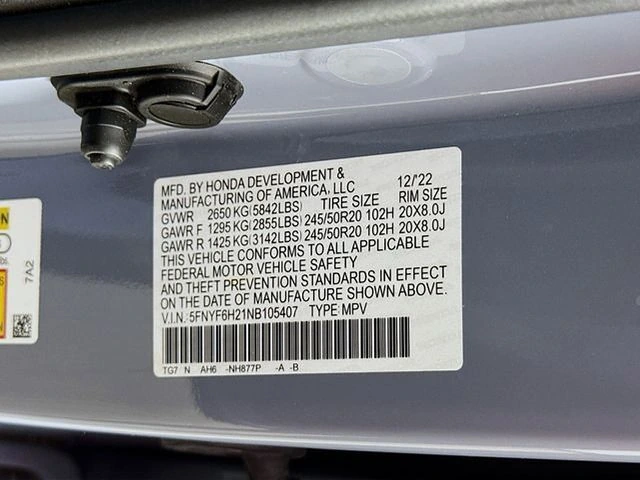 MFD. BY HONDA DEVELOPMENT &
MANUFACTURING OF AMERICA, LLC 12/'22
GVWR 2650 KG(5842LBS) TIRE SIZE RIM SIZE
GAWR F 1295 KG(2855LBS) 245/50R20 102H 20X8.0J
GAWR R 1425 KG(3142LBS) 245/50R20 102H 20X8.0J
THIS VEHICLE CONFORMS TO ALL APPLICABLE
FEDERAL MOTOR VEHICLE SAFETY
AND THEFT PREVENTION STANDARDS IN EFFECT
ON THE DATE OF MANUFACTURE SHOWN ABOVE.
V.I.N.: 5FNYF6H21NB105407 TYPE: MPV
TG7 N AH6 -NH877P -A -B
7A2